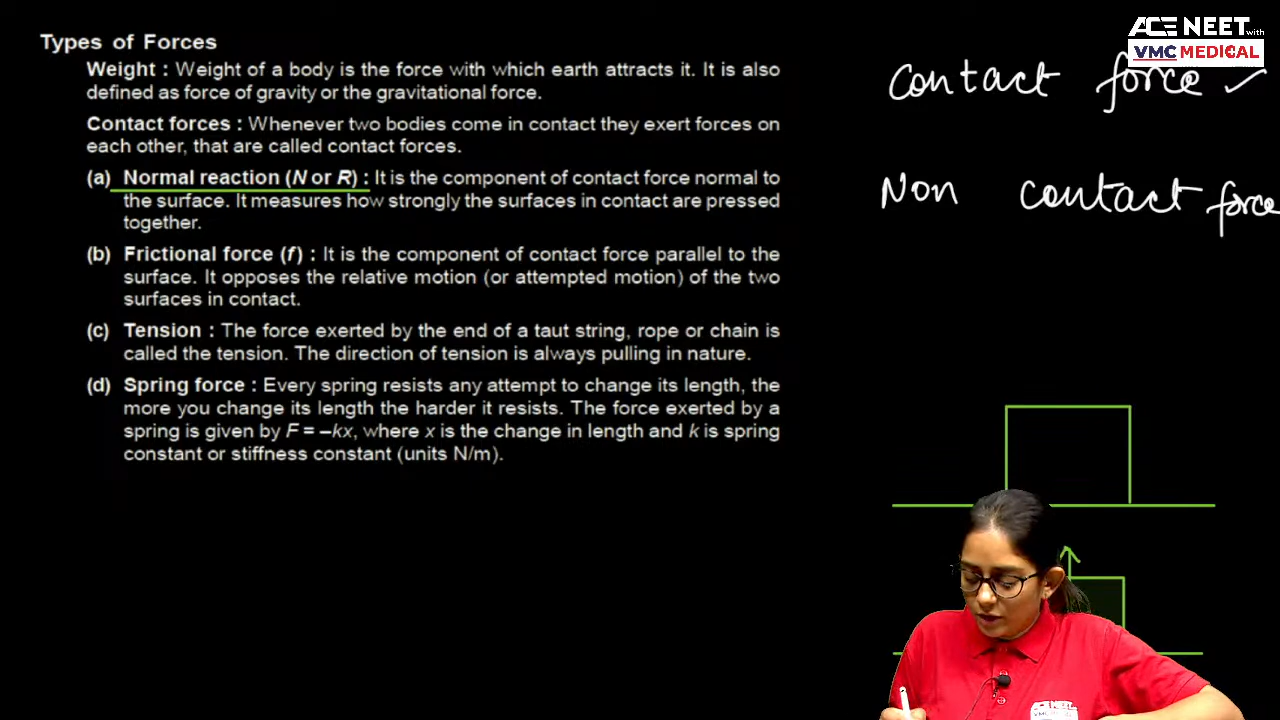 Types of Forces
Weight : Weight of a body is the force with which earth attracts it. It is also
defined as force of gravity or the gravitational force.
Contact forces : Whenever two bodies come in contact they exert forces on
each other, that are called contact forces.
(a) Normal reaction (N or R) : It is the component of contact force normal to
the surface. It measures how strongly the surfaces in contact are pressed
together.
(b) Frictional force (f) : It is the component of contact force parallel to the
surface. It opposes the relative motion (or attempted motion) of the two
surfaces in contact.
(c) Tension : The force exerted by the end of a taut string, rope or chain is
called the tension. The direction of tension is always pulling in nature.
(d) Spring force : Every spring resists any attempt to change its length, the
more you change its length the harder it resists. The force exerted by a
spring is given by F = –kx, where x is the change in length and k is spring
constant or stiffness constant (units N/m).
ACE NEET with
VMC MEDICAL
contact force ✓
Non contact force
ACE NEET